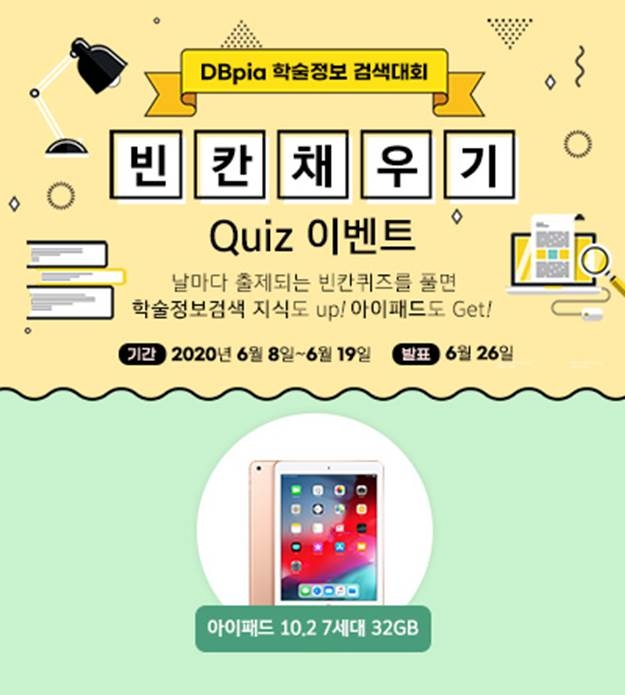 DBpia 학술정보 검색대회
빈칸채우기
Quiz 이벤트
날마다 출제되는 빈칸퀴즈를 풀면
학술정보검색 지식도 up! 아이패드도 Get!
기간 2020년 6월 8일~6월 19일 발표 6월 26일
아이패드 10.2 7세대 32GB